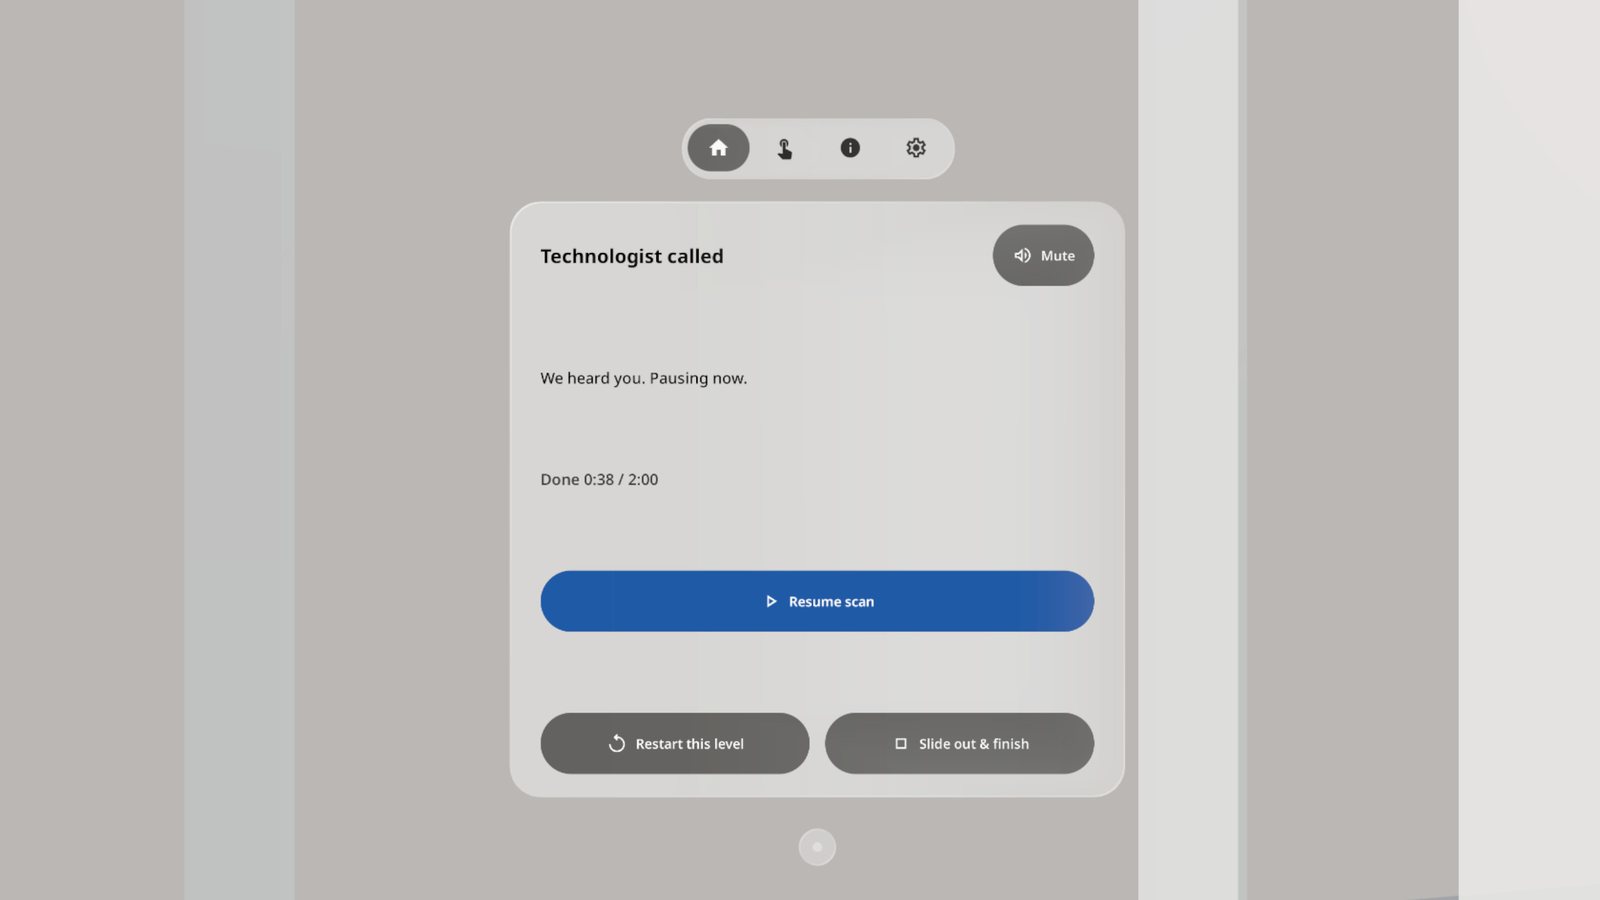 Technologist called
Mute
We heard you. Pausing now.
Done 0:38 / 2:00
Resume scan
Restart this level
Slide out & finish